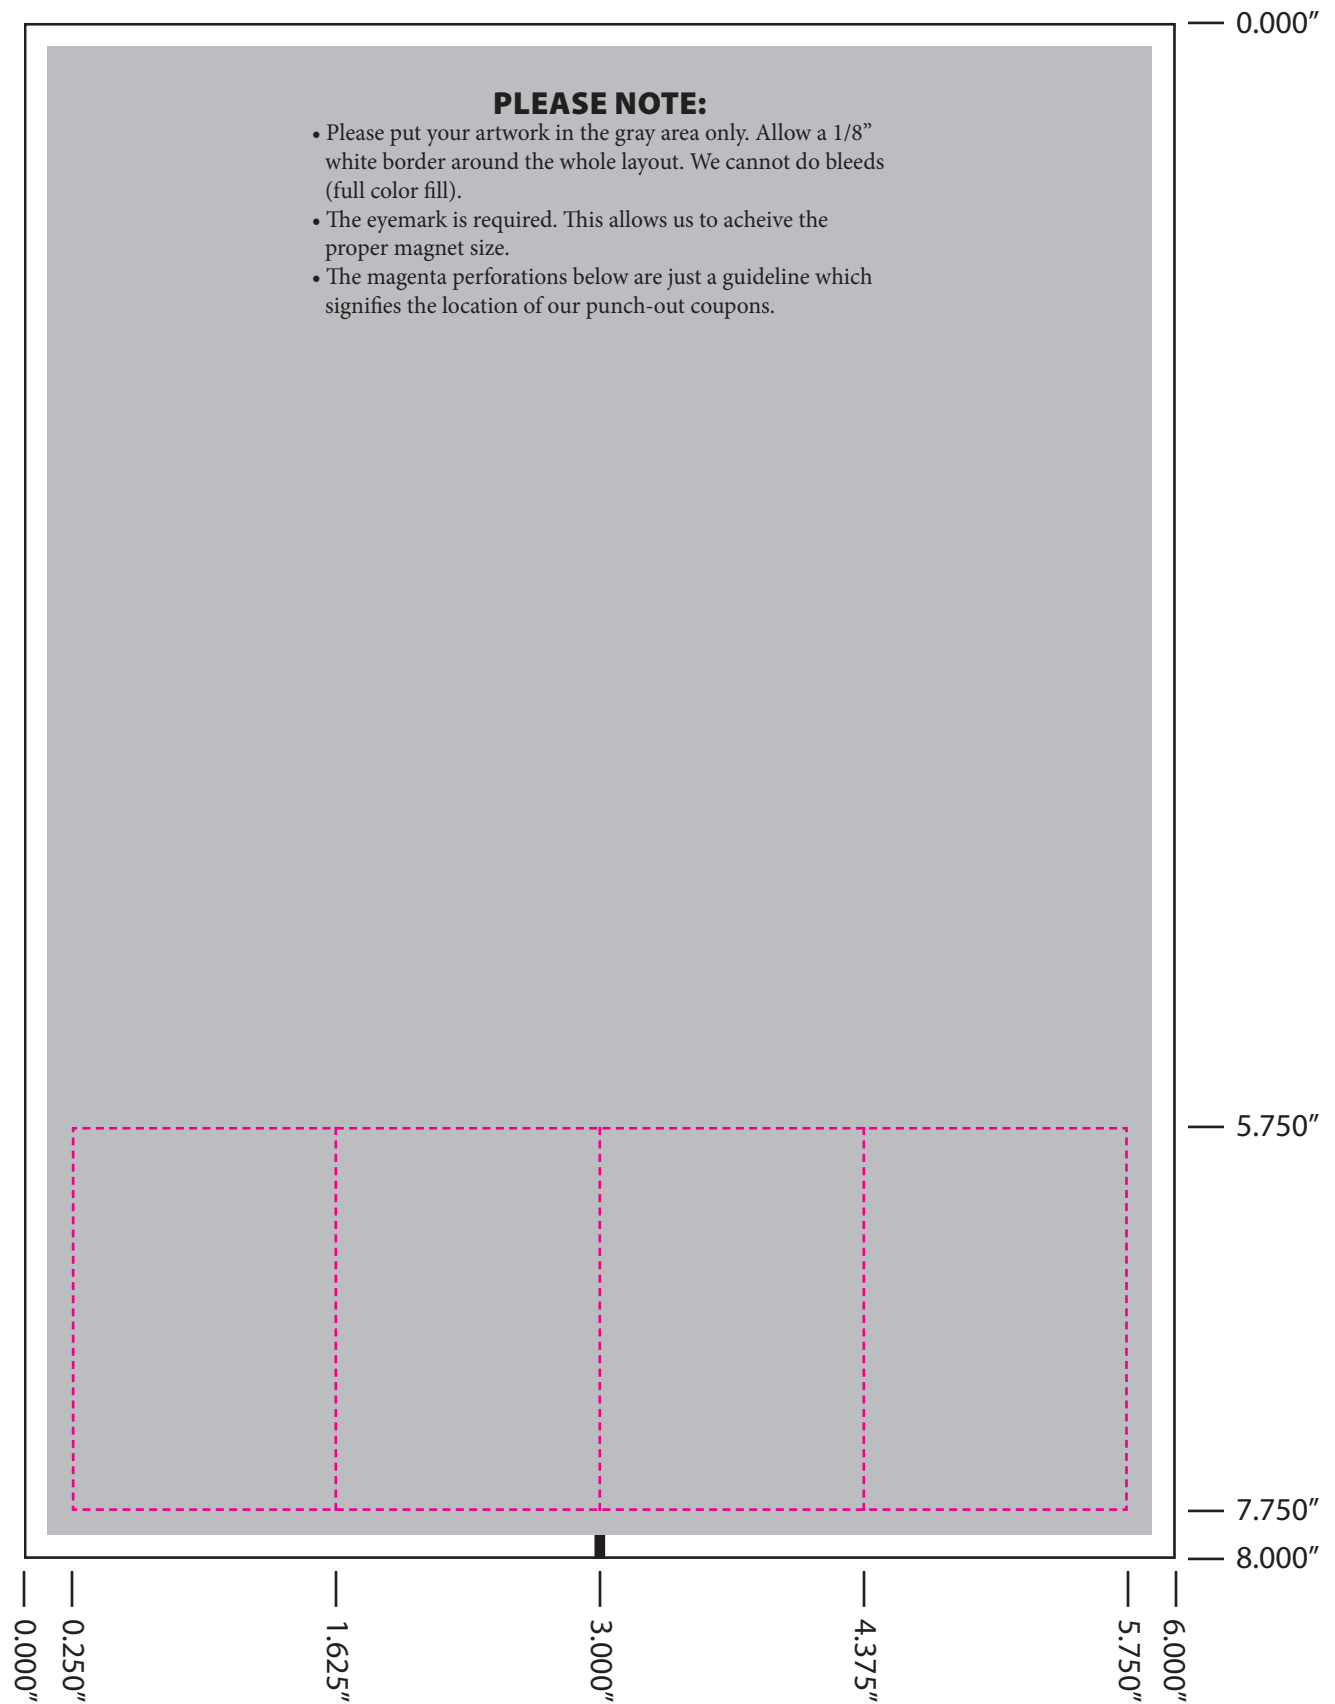 0.000”
PLEASE NOTE:
• Please put your artwork in the gray area only. Allow a 1/8”
white border around the whole layout. We cannot do bleeds
(full color fill).
• The eyemark is required. This allows us to acheive the
proper magnet size.
• The magenta perforations below are just a guideline which
signifies the location of our punch-out coupons.
5.750”
7.750”
8.000”
0.000”
0.250”
1.625”
3.000”
4.375”
5.750”
6.000”